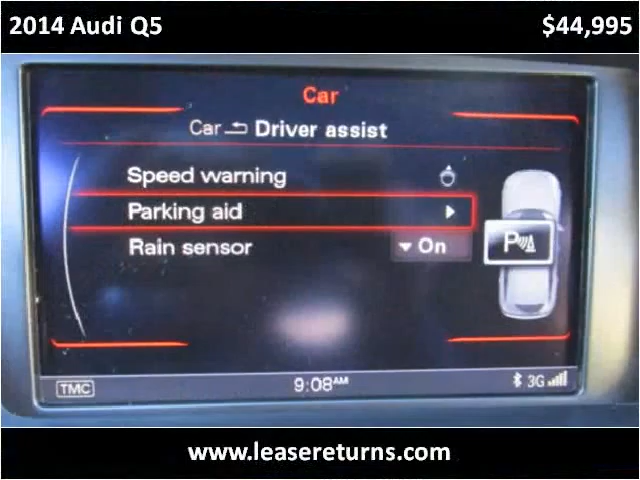 2014 Audi Q5 $44,995
Car
Car Driver assist
Speed warning
Parking aid
Rain sensor On
P
TMC 9:08AM 3G
www.leasereturns.com